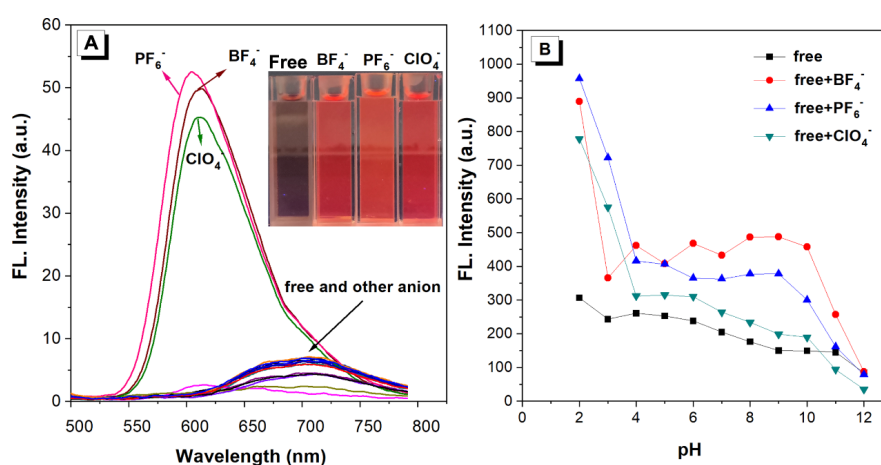 A
PF₆⁻
BF₄⁻
ClO₄⁻
Free BF₄⁻ PF₆⁻ ClO₄⁻
free and other anion
FL. Intensity (a.u.)
60
50
40
30
20
10
0
500 550 600 650 700 750 800
Wavelength (nm)
B
free
free+BF₄⁻
free+PF₆⁻
free+ClO₄⁻
FL. Intensity (a.u.)
1100
1000
900
800
700
600
500
400
300
200
100
0
0 2 4 6 8 10 12
pH